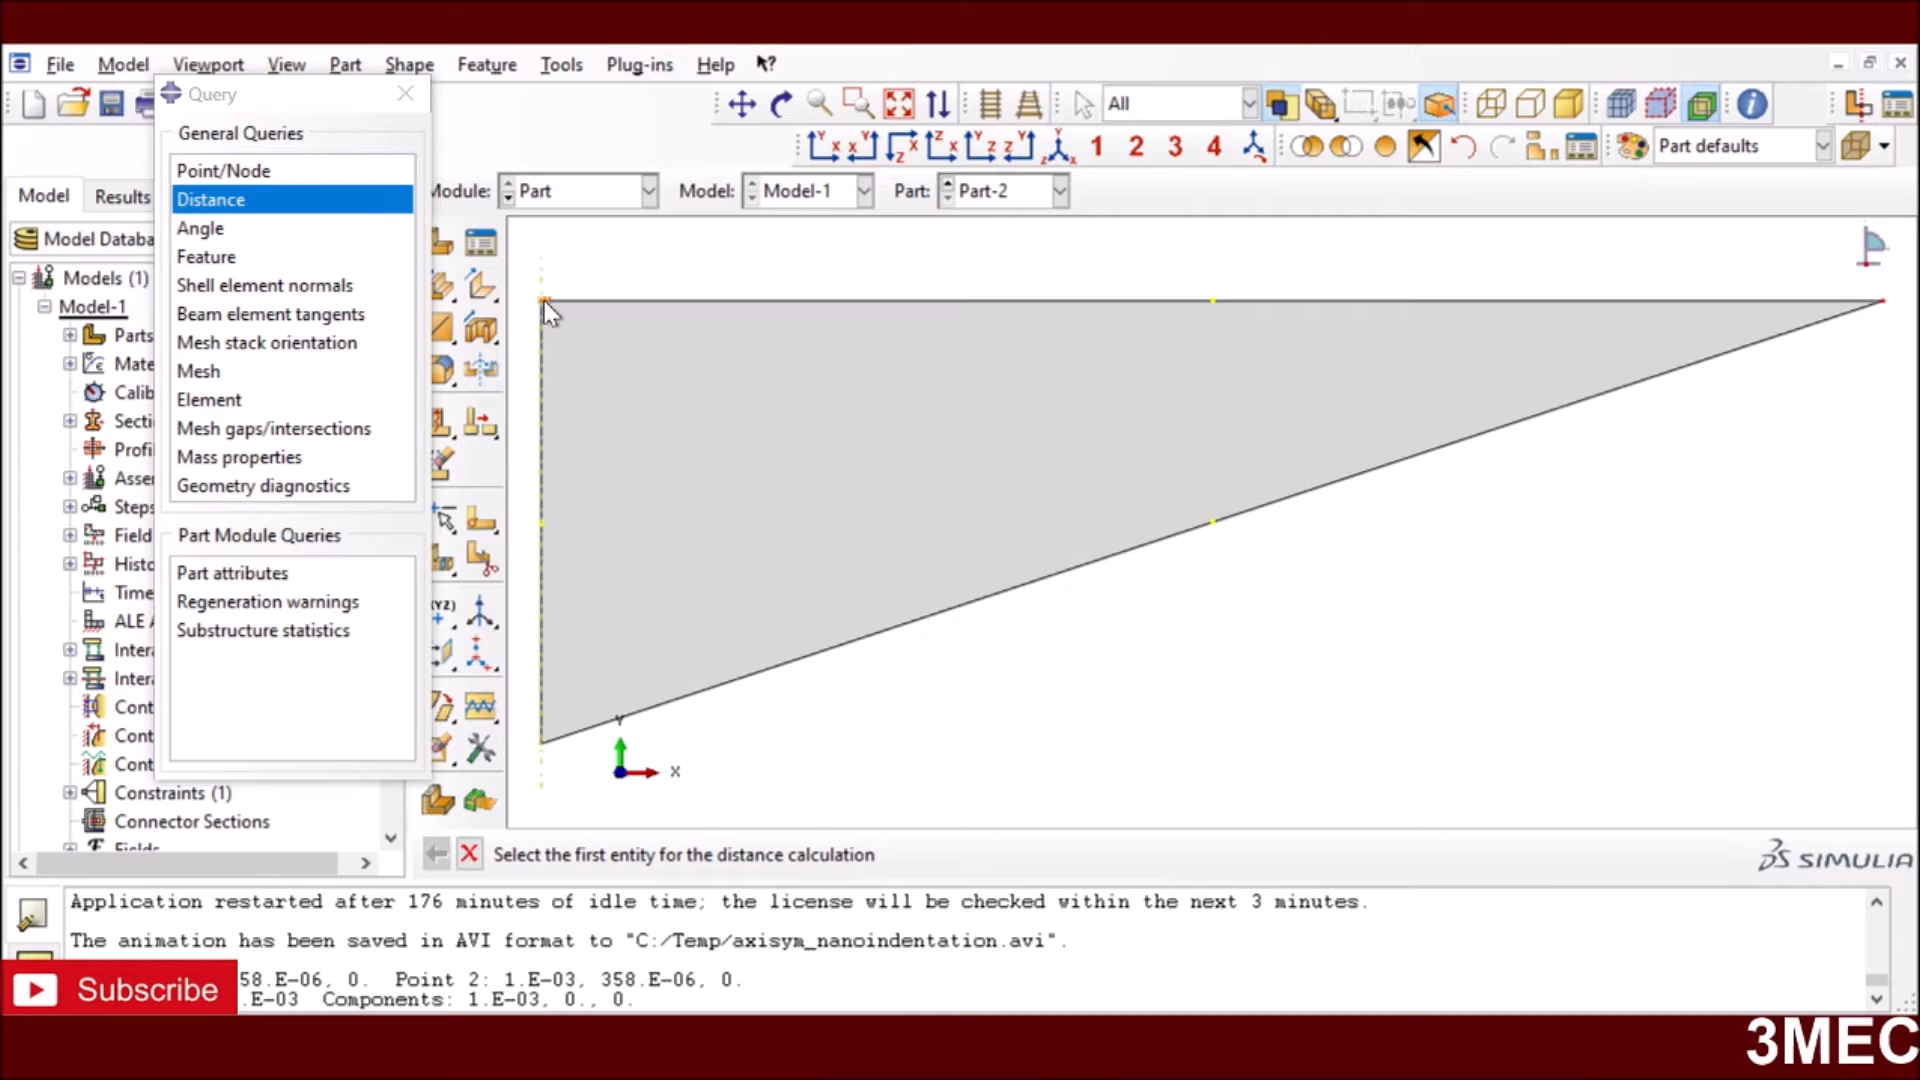 File Model Viewport View Part Shape Feature Tools Plug-ins Help
Query
General Queries
Point/Node
Distance
Angle
Feature
Shell element normals
Beam element tangents
Mesh stack orientation
Mesh
Element
Mesh gaps/intersections
Mass properties
Geometry diagnostics
Part Module Queries
Part attributes
Regeneration warnings
Substructure statistics
All
1 2 3 4
Part defaults
Module: Part Model: Model-1 Part: Part-2
Model Results
Model Databa
Models (1)
Model-1
Parts
Mate
Calib
Secti
Profil
Asser
Steps
Field
Histo
Time
ALE A
Intera
Intera
Cont
Cont
Cont
Constraints (1)
Connector Sections
Fields
Y
X
Select the first entity for the distance calculation
SIMULIA
Application restarted after 176 minutes of idle time; the license will be checked within the next 3 minutes.
The animation has been saved in AVI format to "C:/Temp/axisym_nanoindentation.avi".
58.E-06, 0. Point 2: 1.E-03, 358.E-06, 0.
.E-03 Components: 1.E-03, 0., 0.
Subscribe
3MEC